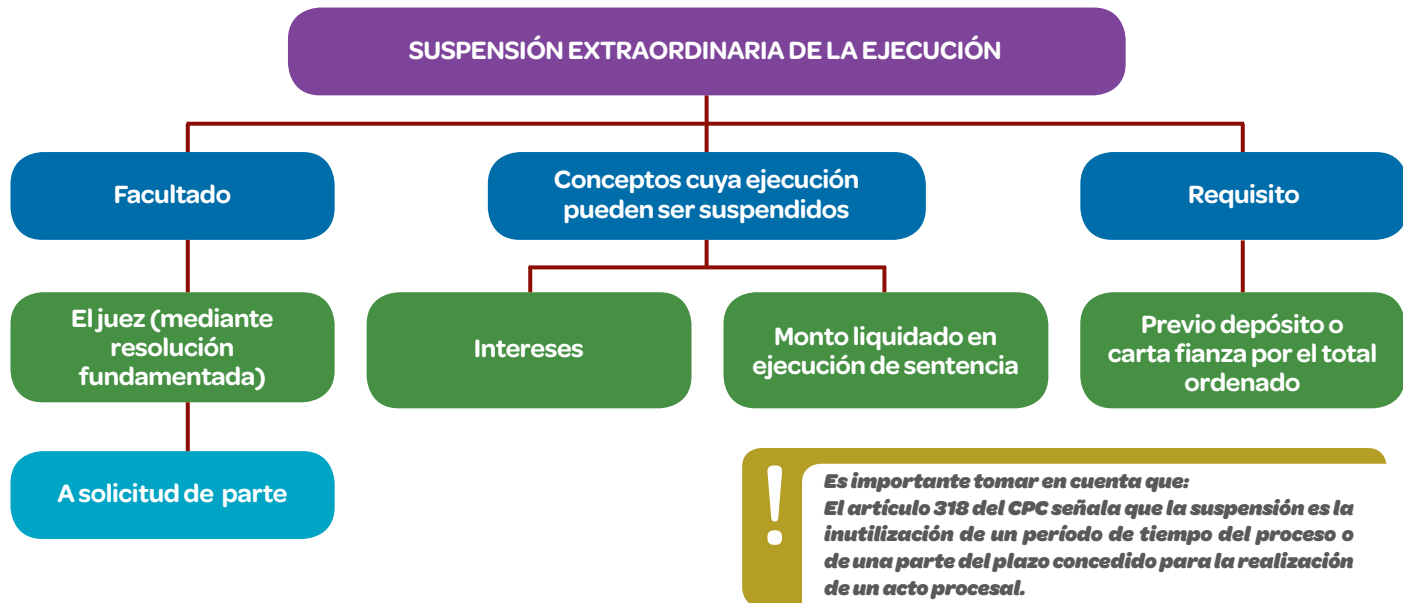 SUSPENSIÓN EXTRAORDINARIA DE LA EJECUCIÓN
Facultado
Conceptos cuya ejecución
pueden ser suspendidos
Requisito
El juez (mediante
resolución
fundamentada)
Intereses
Monto liquidado en
ejecución de sentencia
Previo depósito o
carta fianza por el total
ordenado
A solicitud de parte
!
Es importante tomar en cuenta que:
El artículo 318 del CPC señala que la suspensión es la
inutilización de un período de tiempo del proceso o
de una parte del plazo concedido para la realización
de un acto procesal.